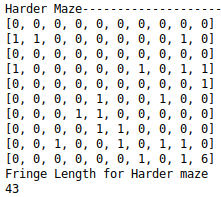 Harder Maze--------------------
[0, 0, 0, 0, 0, 0, 0, 0, 0, 0]
[1, 1, 0, 0, 0, 0, 0, 0, 1, 0]
[0, 0, 0, 0, 0, 0, 0, 0, 0, 0]
[1, 0, 0, 0, 0, 0, 1, 0, 1, 1]
[0, 0, 0, 0, 0, 0, 0, 0, 0, 1]
[0, 0, 0, 0, 1, 0, 0, 1, 0, 0]
[0, 0, 0, 1, 1, 0, 0, 0, 0, 0]
[0, 0, 0, 0, 1, 1, 0, 0, 0, 0]
[0, 0, 1, 0, 0, 1, 0, 1, 1, 0]
[0, 0, 0, 0, 0, 0, 1, 0, 1, 6]
Fringe Length for Harder maze
43